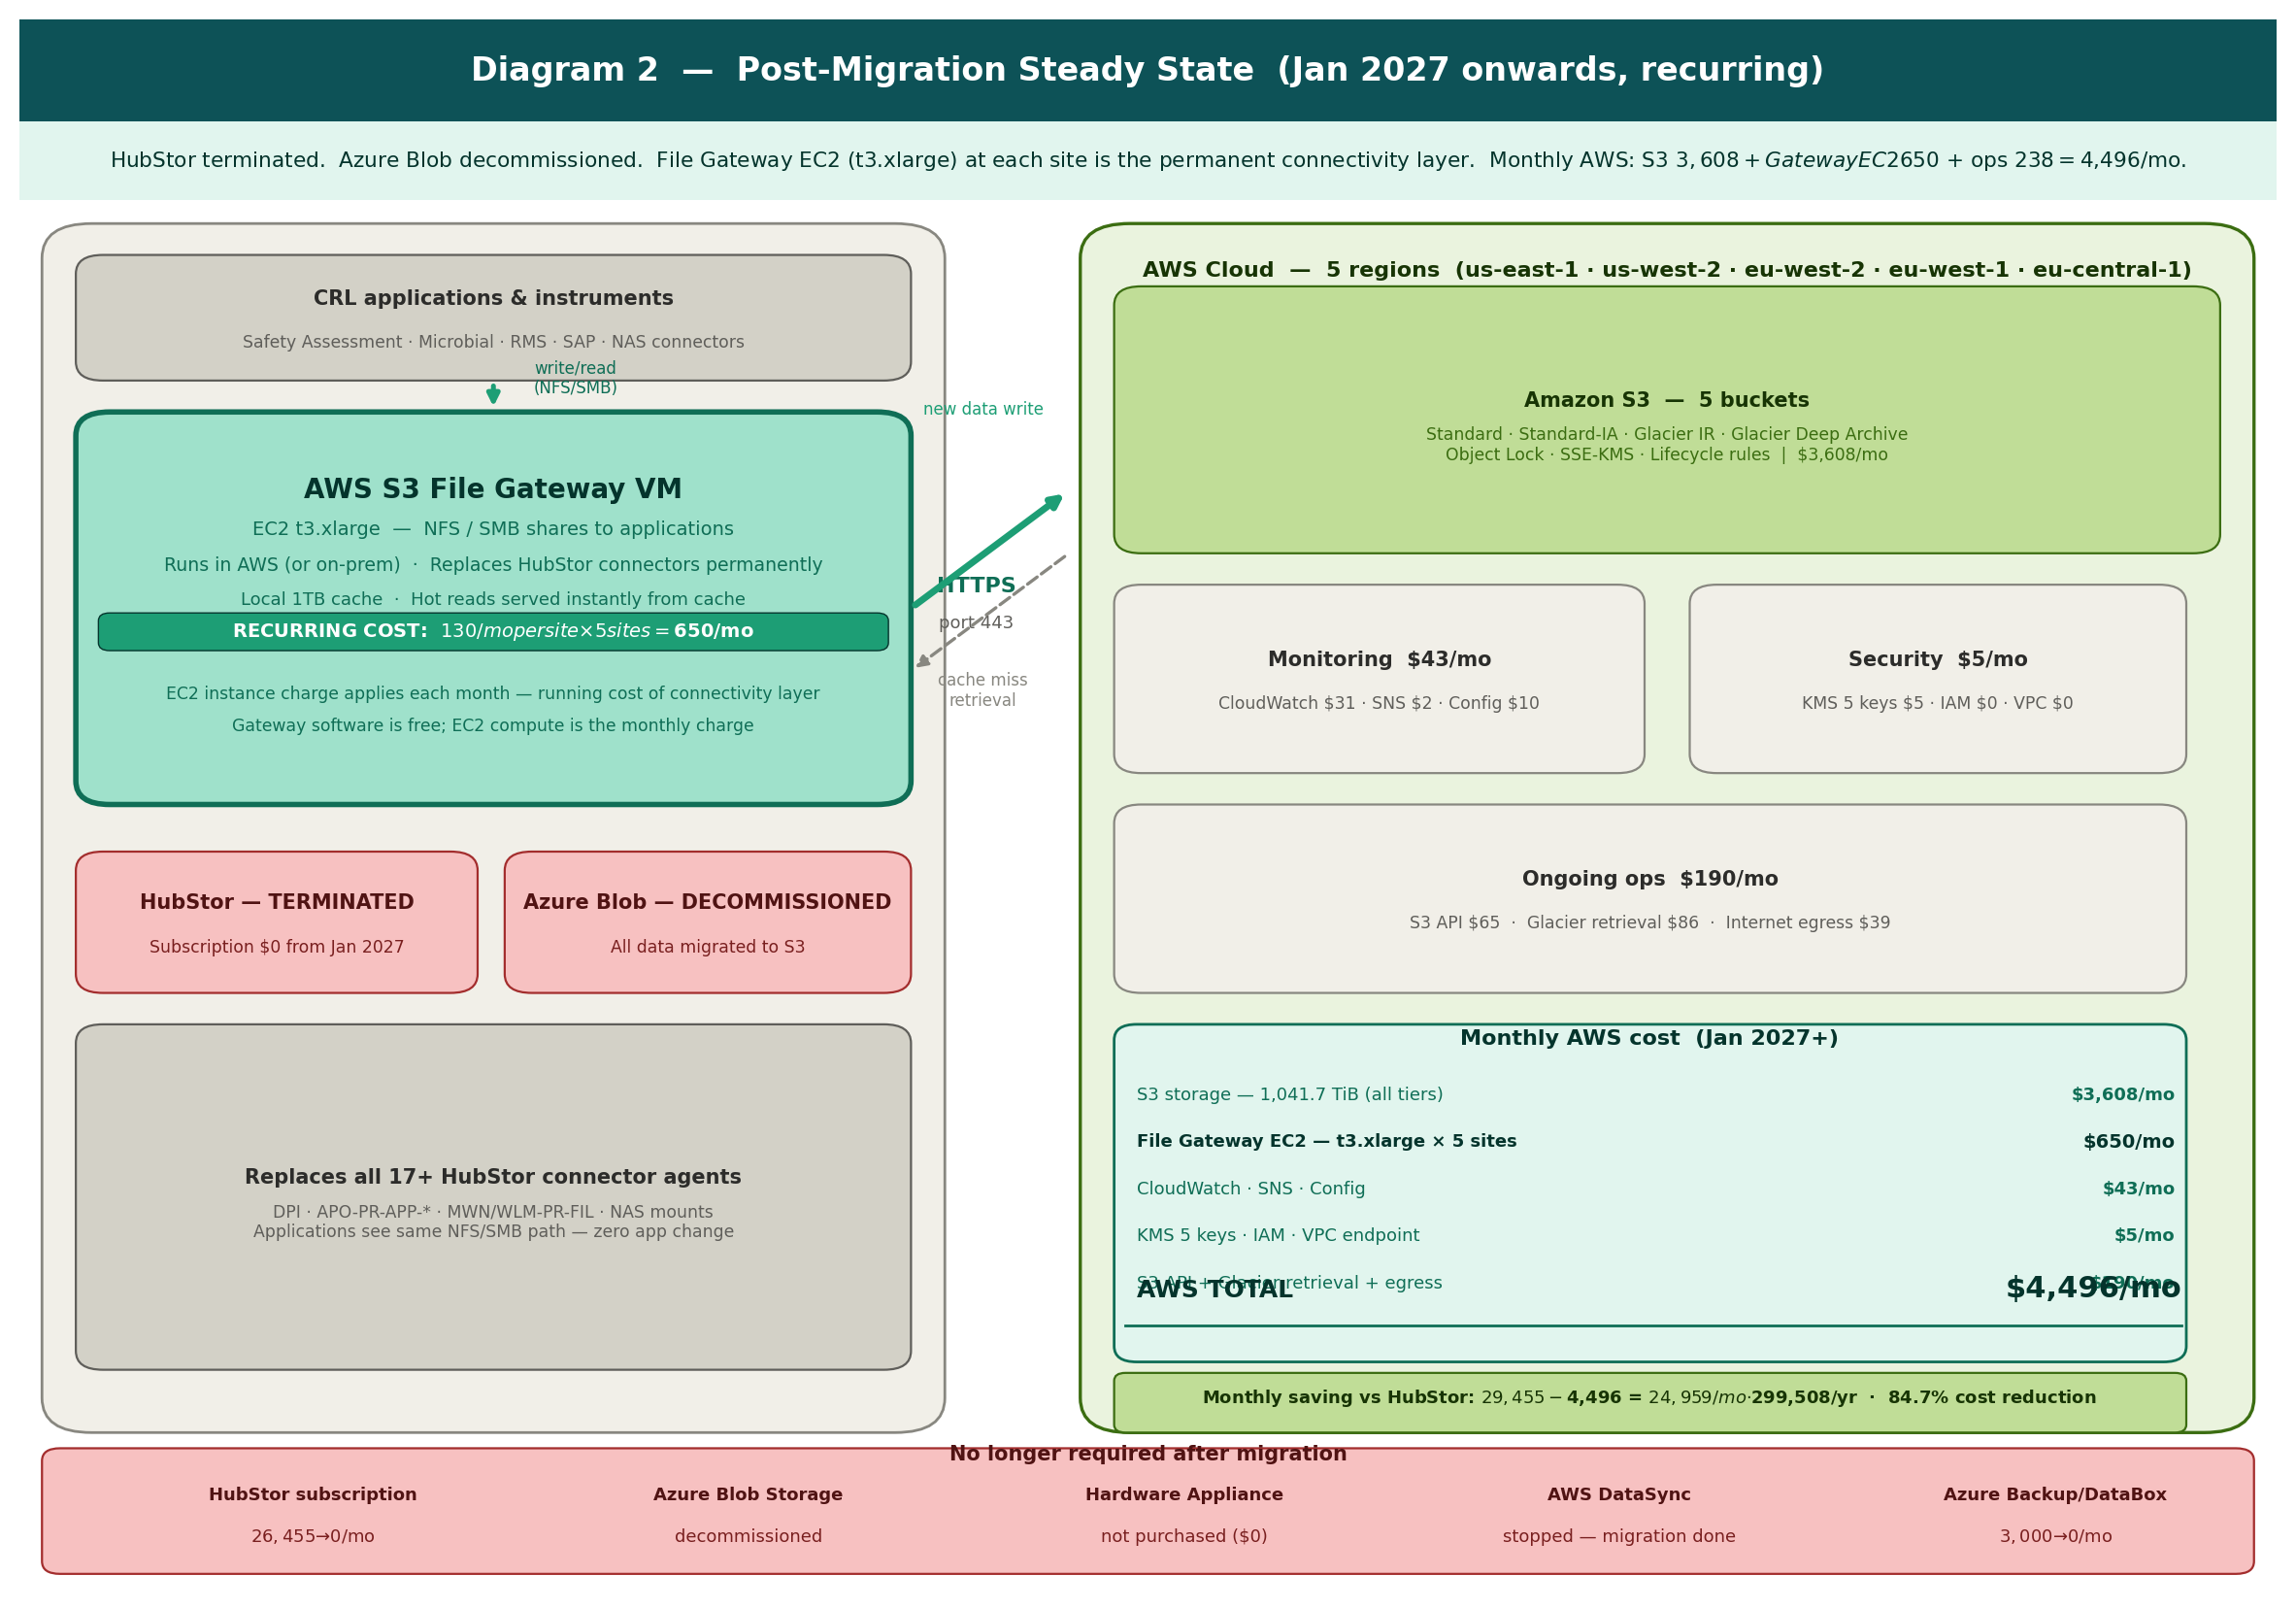 Diagram 2 — Post-Migration Steady State (Jan 2027 onwards, recurring)
HubStor terminated. Azure Blob decommissioned. File Gateway EC2 (t3.xlarge) at each site is the permanent connectivity layer. Monthly AWS: S3 3,608+GatewayEC2650 + ops 238=4,496/mo.
CRL applications & instruments
Safety Assessment · Microbial · RMS · SAP · NAS connectors
write/read
(NFS/SMB)
AWS S3 File Gateway VM
EC2 t3.xlarge — NFS / SMB shares to applications
Runs in AWS (or on-prem) · Replaces HubStor connectors permanently
Local 1TB cache · Hot reads served instantly from cache
RECURRING COST: 130/mopersite×5sites=650/mo
EC2 instance charge applies each month — running cost of connectivity layer
Gateway software is free; EC2 compute is the monthly charge
HubStor — TERMINATED
Subscription $0 from Jan 2027
Azure Blob — DECOMMISSIONED
All data migrated to S3
Replaces all 17+ HubStor connector agents
DPI · APO-PR-APP-* · MWN/WLM-PR-FIL · NAS mounts
Applications see same NFS/SMB path — zero app change
new data write
HTTPS
port 443
cache miss
retrieval
AWS Cloud — 5 regions (us-east-1 · us-west-2 · eu-west-2 · eu-west-1 · eu-central-1)
Amazon S3 — 5 buckets
Standard · Standard-IA · Glacier IR · Glacier Deep Archive
Object Lock · SSE-KMS · Lifecycle rules | $3,608/mo
Monitoring $43/mo
CloudWatch $31 · SNS $2 · Config $10
Security $5/mo
KMS 5 keys $5 · IAM $0 · VPC $0
Ongoing ops $190/mo
S3 API $65 · Glacier retrieval $86 · Internet egress $39
Monthly AWS cost (Jan 2027+)
S3 storage — 1,041.7 TiB (all tiers) $3,608/mo
File Gateway EC2 — t3.xlarge × 5 sites $650/mo
CloudWatch · SNS · Config $43/mo
KMS 5 keys · IAM · VPC endpoint $5/mo
S3 API + Glacier retrieval + egress $190/mo
AWS TOTAL $4,496/mo
Monthly saving vs HubStor: 29,455−4,496 = 24,959/mo·299,508/yr · 84.7% cost reduction
No longer required after migration
HubStor subscription
26,455→0/mo
Azure Blob Storage
decommissioned
Hardware Appliance
not purchased ($0)
AWS DataSync
stopped — migration done
Azure Backup/DataBox
3,000→0/mo